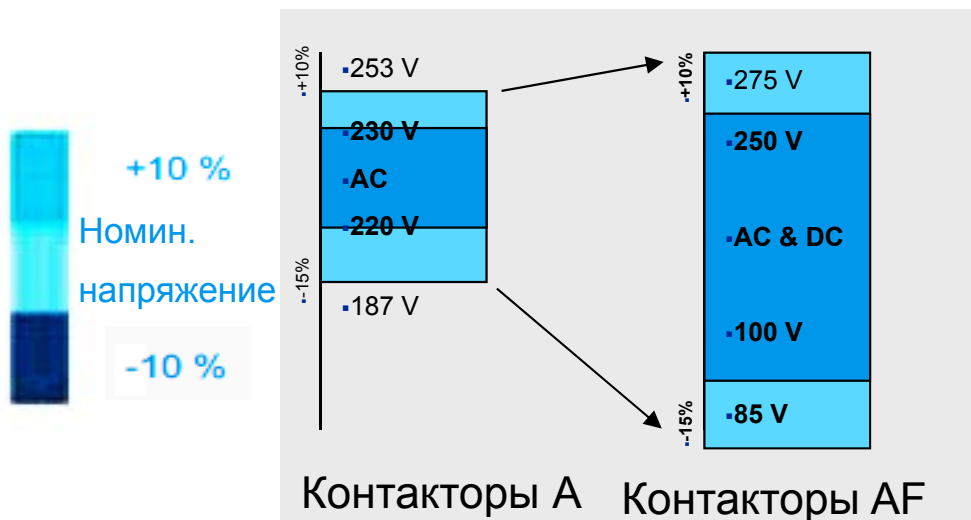 +10 %
Номин.
напряжение
-10 %
▪+10%
▪253 V
▪230 V
▪AC
▪220 V
▪-15%
▪187 V
Контакторы A
▪+10%
▪275 V
▪250 V
▪AC & DC
▪100 V
▪-15%
▪85 V
Контакторы AF